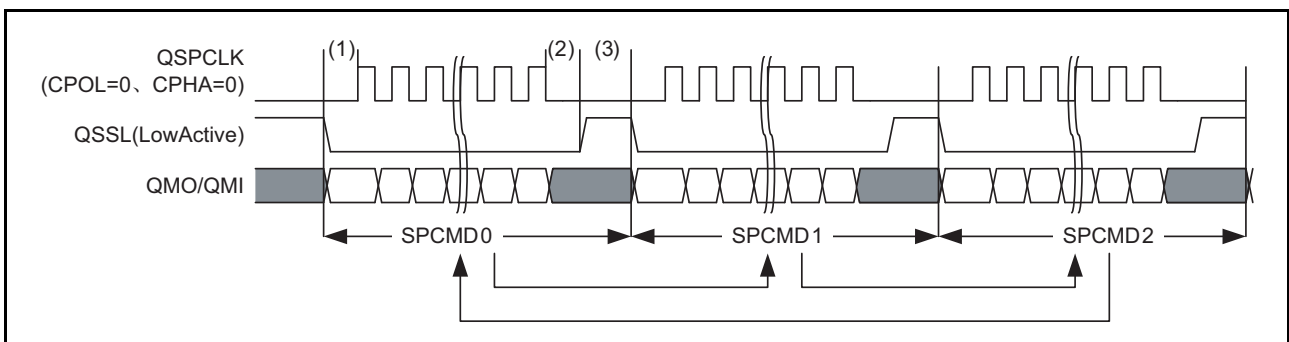 QSPCLK
(CPOL=0、CPHA=0)
(1)
(2)
(3)
QSSL(LowActive)
QMO/QMI
SPCMD0
SPCMD1
SPCMD2